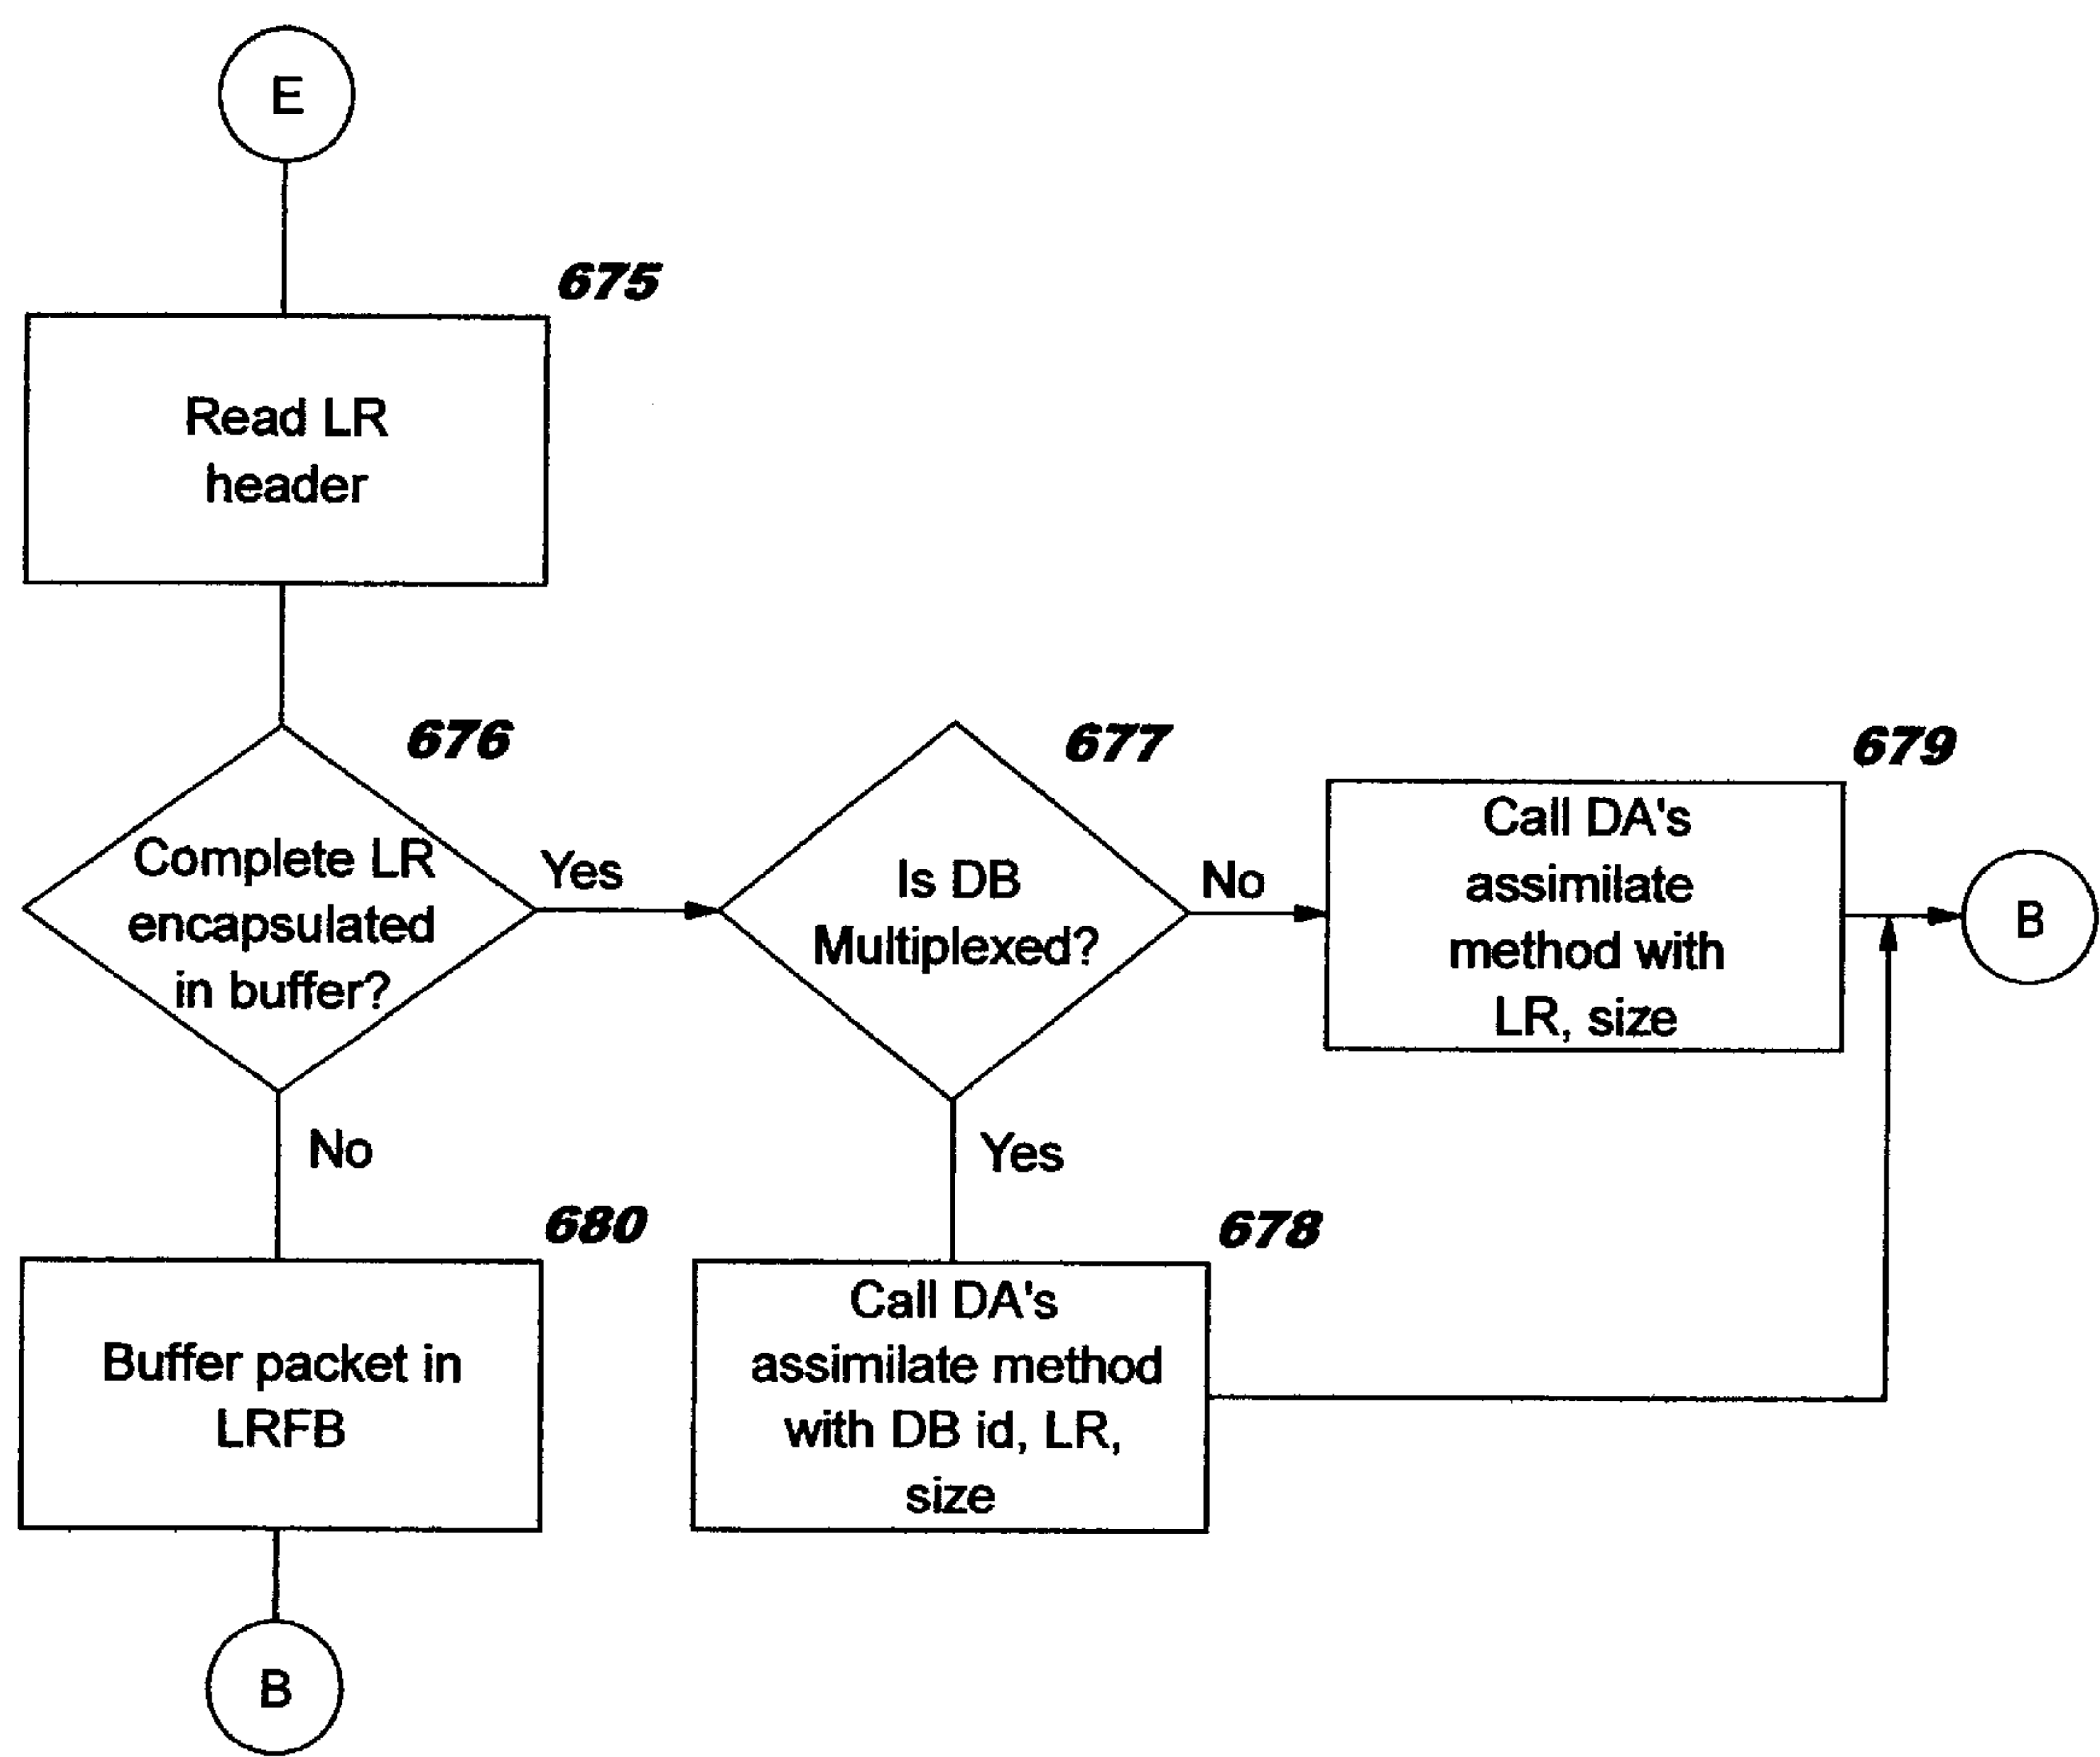 E
675
Read LR
header
676
Complete LR
encapsulated
in buffer?
Yes
677
Is DB
Multiplexed?
No
679
Call DA's
assimilate
method with
LR, size
B
No
Yes
680
Buffer packet in
LRFB
678
Call DA's
assimilate method
with DB id, LR,
size
B